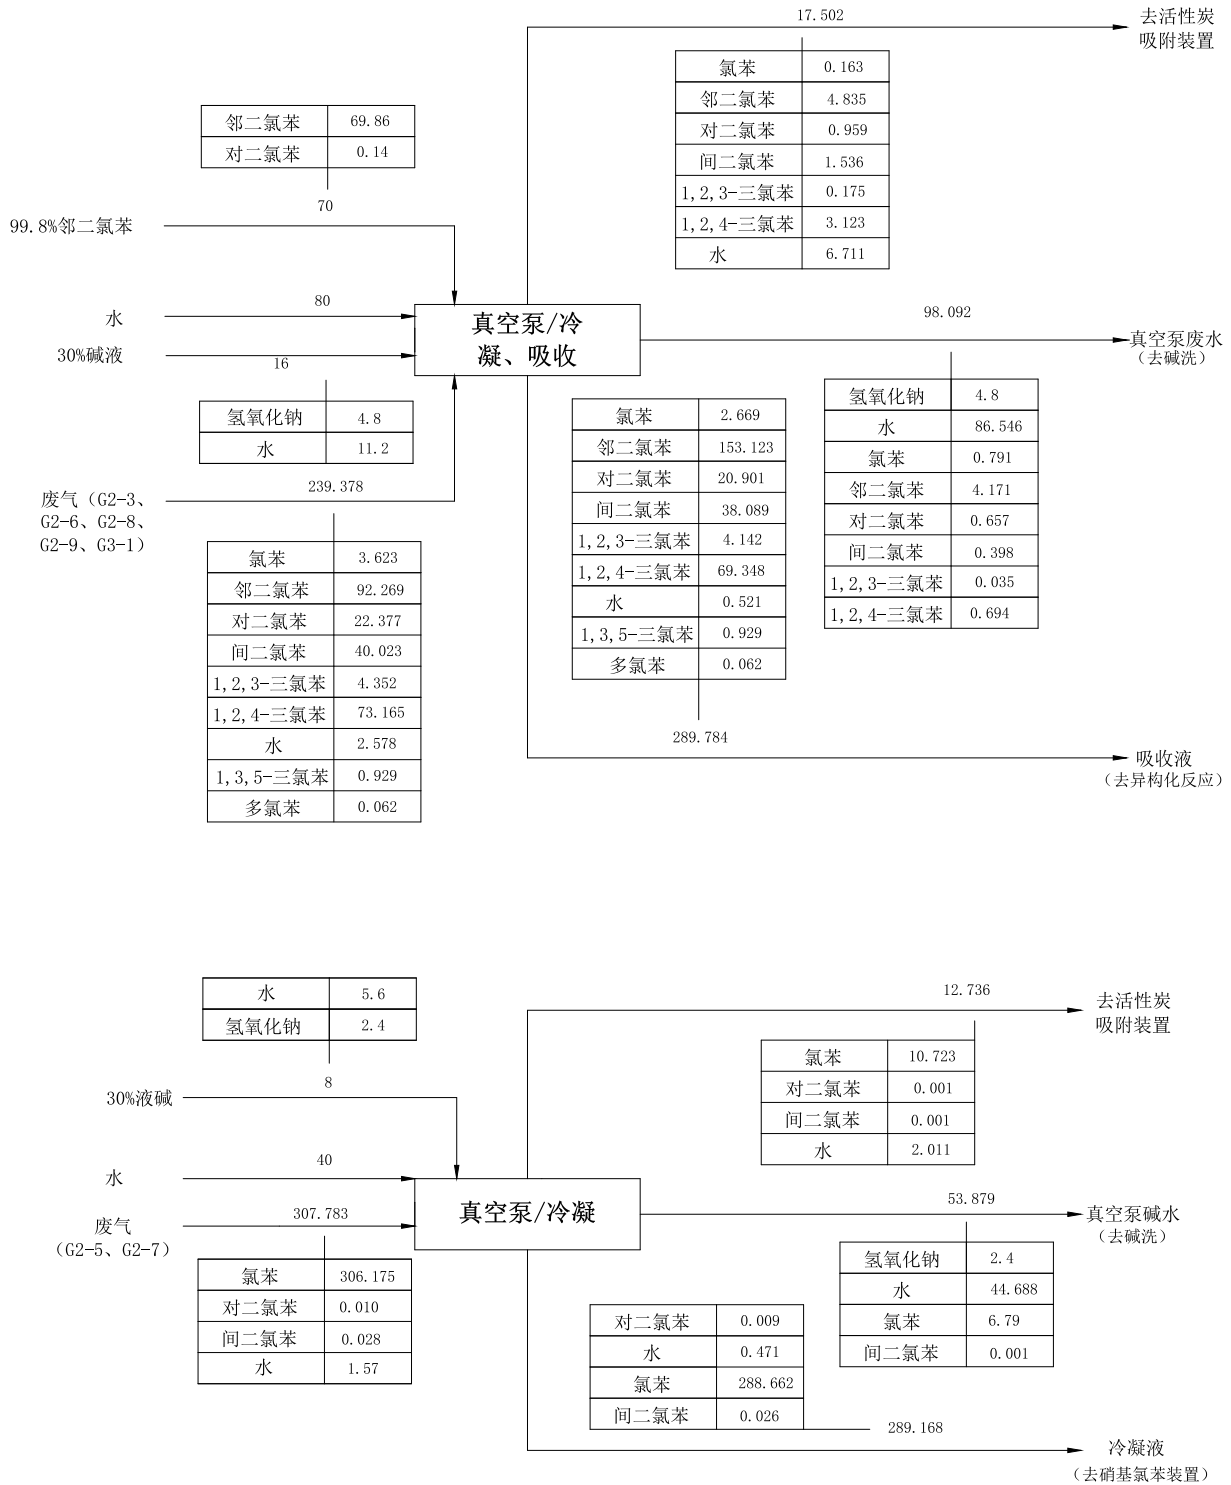 17.502
去活性炭
吸附装置
氯苯 0.163
邻二氯苯 4.835
对二氯苯 0.959
间二氯苯 1.536
1,2,3-三氯苯 0.175
1,2,4-三氯苯 3.123
水 6.711
邻二氯苯 69.86
对二氯苯 0.14
70
99.8%邻二氯苯
80
水
30%碱液
16
氢氧化钠 4.8
水 11.2
真空泵/冷
凝、吸收
98.092
真空泵废水
（去碱洗）
氢氧化钠 4.8
水 86.546
氯苯 0.791
邻二氯苯 4.171
对二氯苯 0.657
间二氯苯 0.398
1,2,3-三氯苯 0.035
1,2,4-三氯苯 0.694
239.378
废气（G2-3、
G2-6、G2-8、
G2-9、G3-1）
氯苯 3.623
邻二氯苯 92.269
对二氯苯 22.377
间二氯苯 40.023
1,2,3-三氯苯 4.352
1,2,4-三氯苯 73.165
水 2.578
1,3,5-三氯苯 0.929
多氯苯 0.062
氯苯 2.669
邻二氯苯 153.123
对二氯苯 20.901
间二氯苯 38.089
1,2,3-三氯苯 4.142
1,2,4-三氯苯 69.348
水 0.521
1,3,5-三氯苯 0.929
多氯苯 0.062
289.784
吸收液
（去异构化反应）
水 5.6
氢氧化钠 2.4
8
30%液碱
40
水
307.783
废气
（G2-5、G2-7）
氯苯 306.175
对二氯苯 0.010
间二氯苯 0.028
水 1.57
真空泵/冷凝
12.736
去活性炭
吸附装置
氯苯 10.723
对二氯苯 0.001
间二氯苯 0.001
水 2.011
53.879
真空泵碱水
（去碱洗）
氢氧化钠 2.4
水 44.688
氯苯 6.79
间二氯苯 0.001
对二氯苯 0.009
水 0.471
氯苯 288.662
间二氯苯 0.026
289.168
冷凝液
（去硝基氯苯装置）